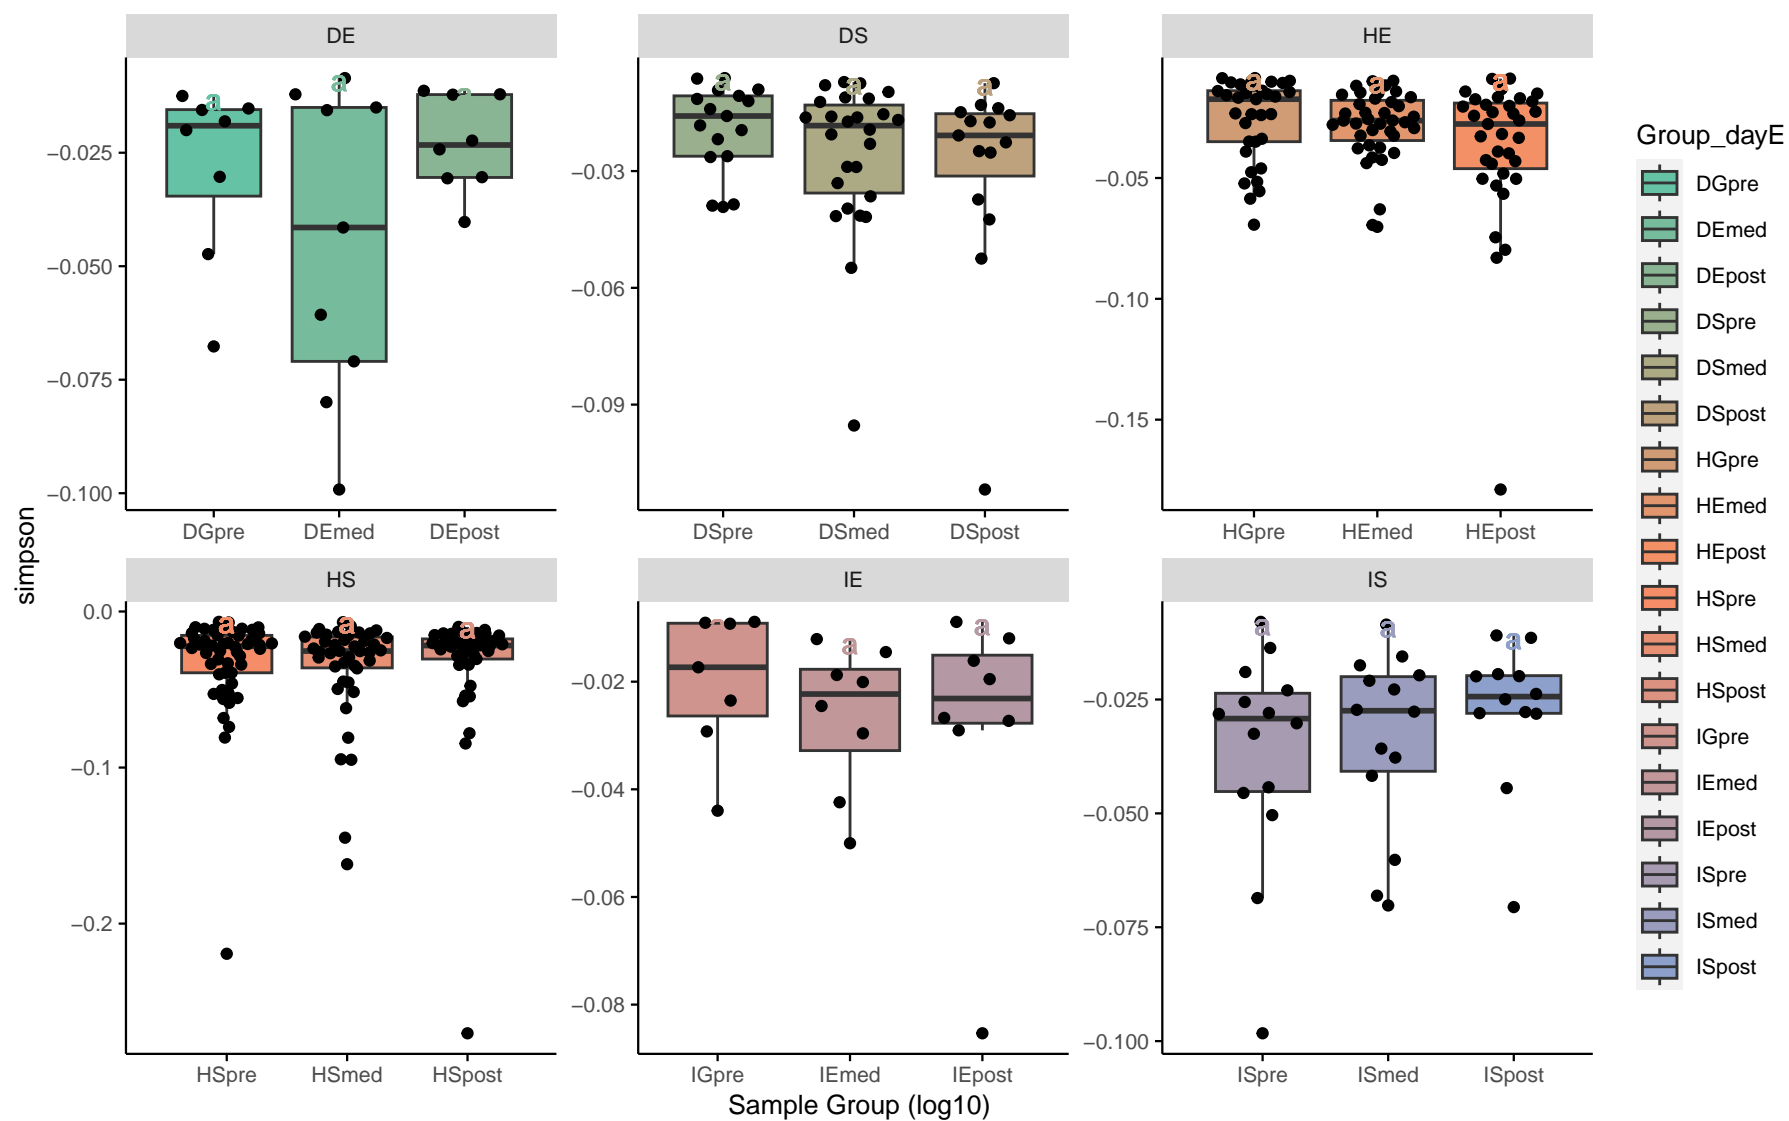 simpson
DE
DS
HE
−0.025
−0.050
−0.075
−0.100
a
a
a
DGpre
DEmed
DEpost
−0.03
−0.06
−0.09
a
a
a
DSpre
DSmed
DSpost
−0.05
−0.10
−0.15
a
a
a
HGpre
HEmed
HEpost
HS
IE
IS
0.0
−0.1
−0.2
a
a
a
HSpre
HSmed
HSpost
−0.02
−0.04
−0.06
−0.08
a
a
a
IGpre
IEmed
IEpost
−0.025
−0.050
−0.075
−0.100
a
a
a
ISpre
ISmed
ISpost
Sample Group (log10)
Group_dayE
DGpre
DEmed
DEpost
DSpre
DSmed
DSpost
HGpre
HEmed
HEpost
HSpre
HSmed
HSpost
IGpre
IEmed
IEpost
ISpre
ISmed
ISpost